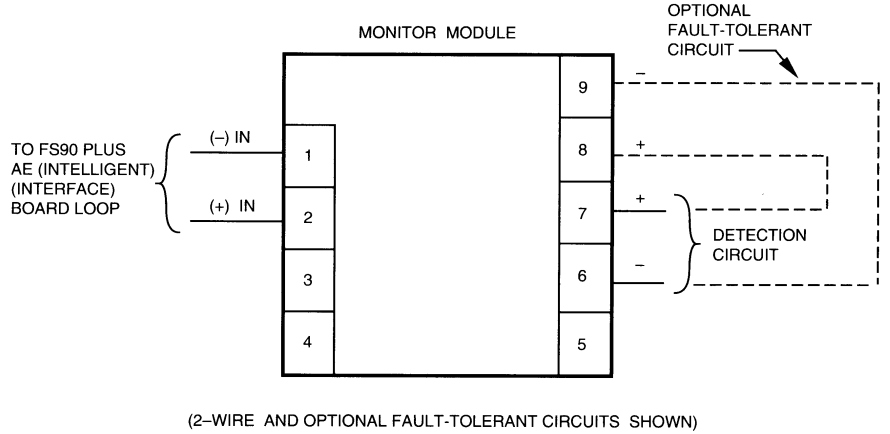 OPTIONAL
FAULT-TOLERANT
CIRCUIT
MONITOR MODULE
9
–
(–) IN
1
8
+
TO FS90 PLUS
AE (INTELLIGENT)
(INTERFACE)
BOARD LOOP
(+) IN
2
7
+
DETECTION
CIRCUIT
3
6
–
4
5
(2–WIRE AND OPTIONAL FAULT-TOLERANT CIRCUITS SHOWN)